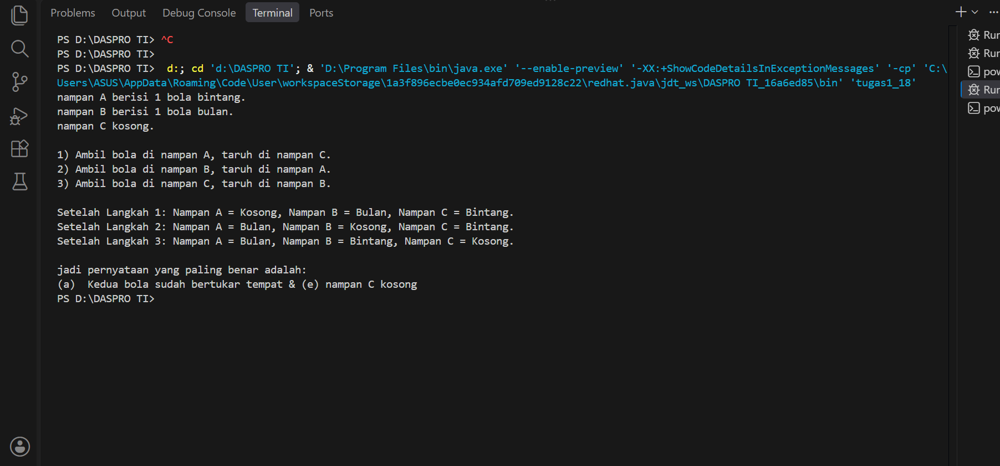 Problems Output Debug Console Terminal Ports
PS D:\DASPRO TI> ^C
PS D:\DASPRO TI>
PS D:\DASPRO TI>  d:; cd 'd:\DASPRO TI'; & 'D:\Program Files\bin\java.exe' '--enable-preview' '-XX:+ShowCodeDetailsInExceptionMessages' '-cp' 'C:\
Users\ASUS\AppData\Roaming\Code\User\workspaceStorage\1a3f896ecbe0ec934afd709ed9128c22\redhat.java\jdt_ws\DASPRO TI_16a6ed85\bin' 'tugas1_18'
nampan A berisi 1 bola bintang.
nampan B berisi 1 bola bulan.
nampan C kosong.
1) Ambil bola di nampan A, taruh di nampan C.
2) Ambil bola di nampan B, taruh di nampan A.
3) Ambil bola di nampan C, taruh di nampan B.
Setelah Langkah 1: Nampan A = Kosong, Nampan B = Bulan, Nampan C = Bintang.
Setelah Langkah 2: Nampan A = Bulan, Nampan B = Kosong, Nampan C = Bintang.
Setelah Langkah 3: Nampan A = Bulan, Nampan B = Bintang, Nampan C = Kosong.
jadi pernyataan yang paling benar adalah:
(a)  Kedua bola sudah bertukar tempat & (e) nampan C kosong
PS D:\DASPRO TI>